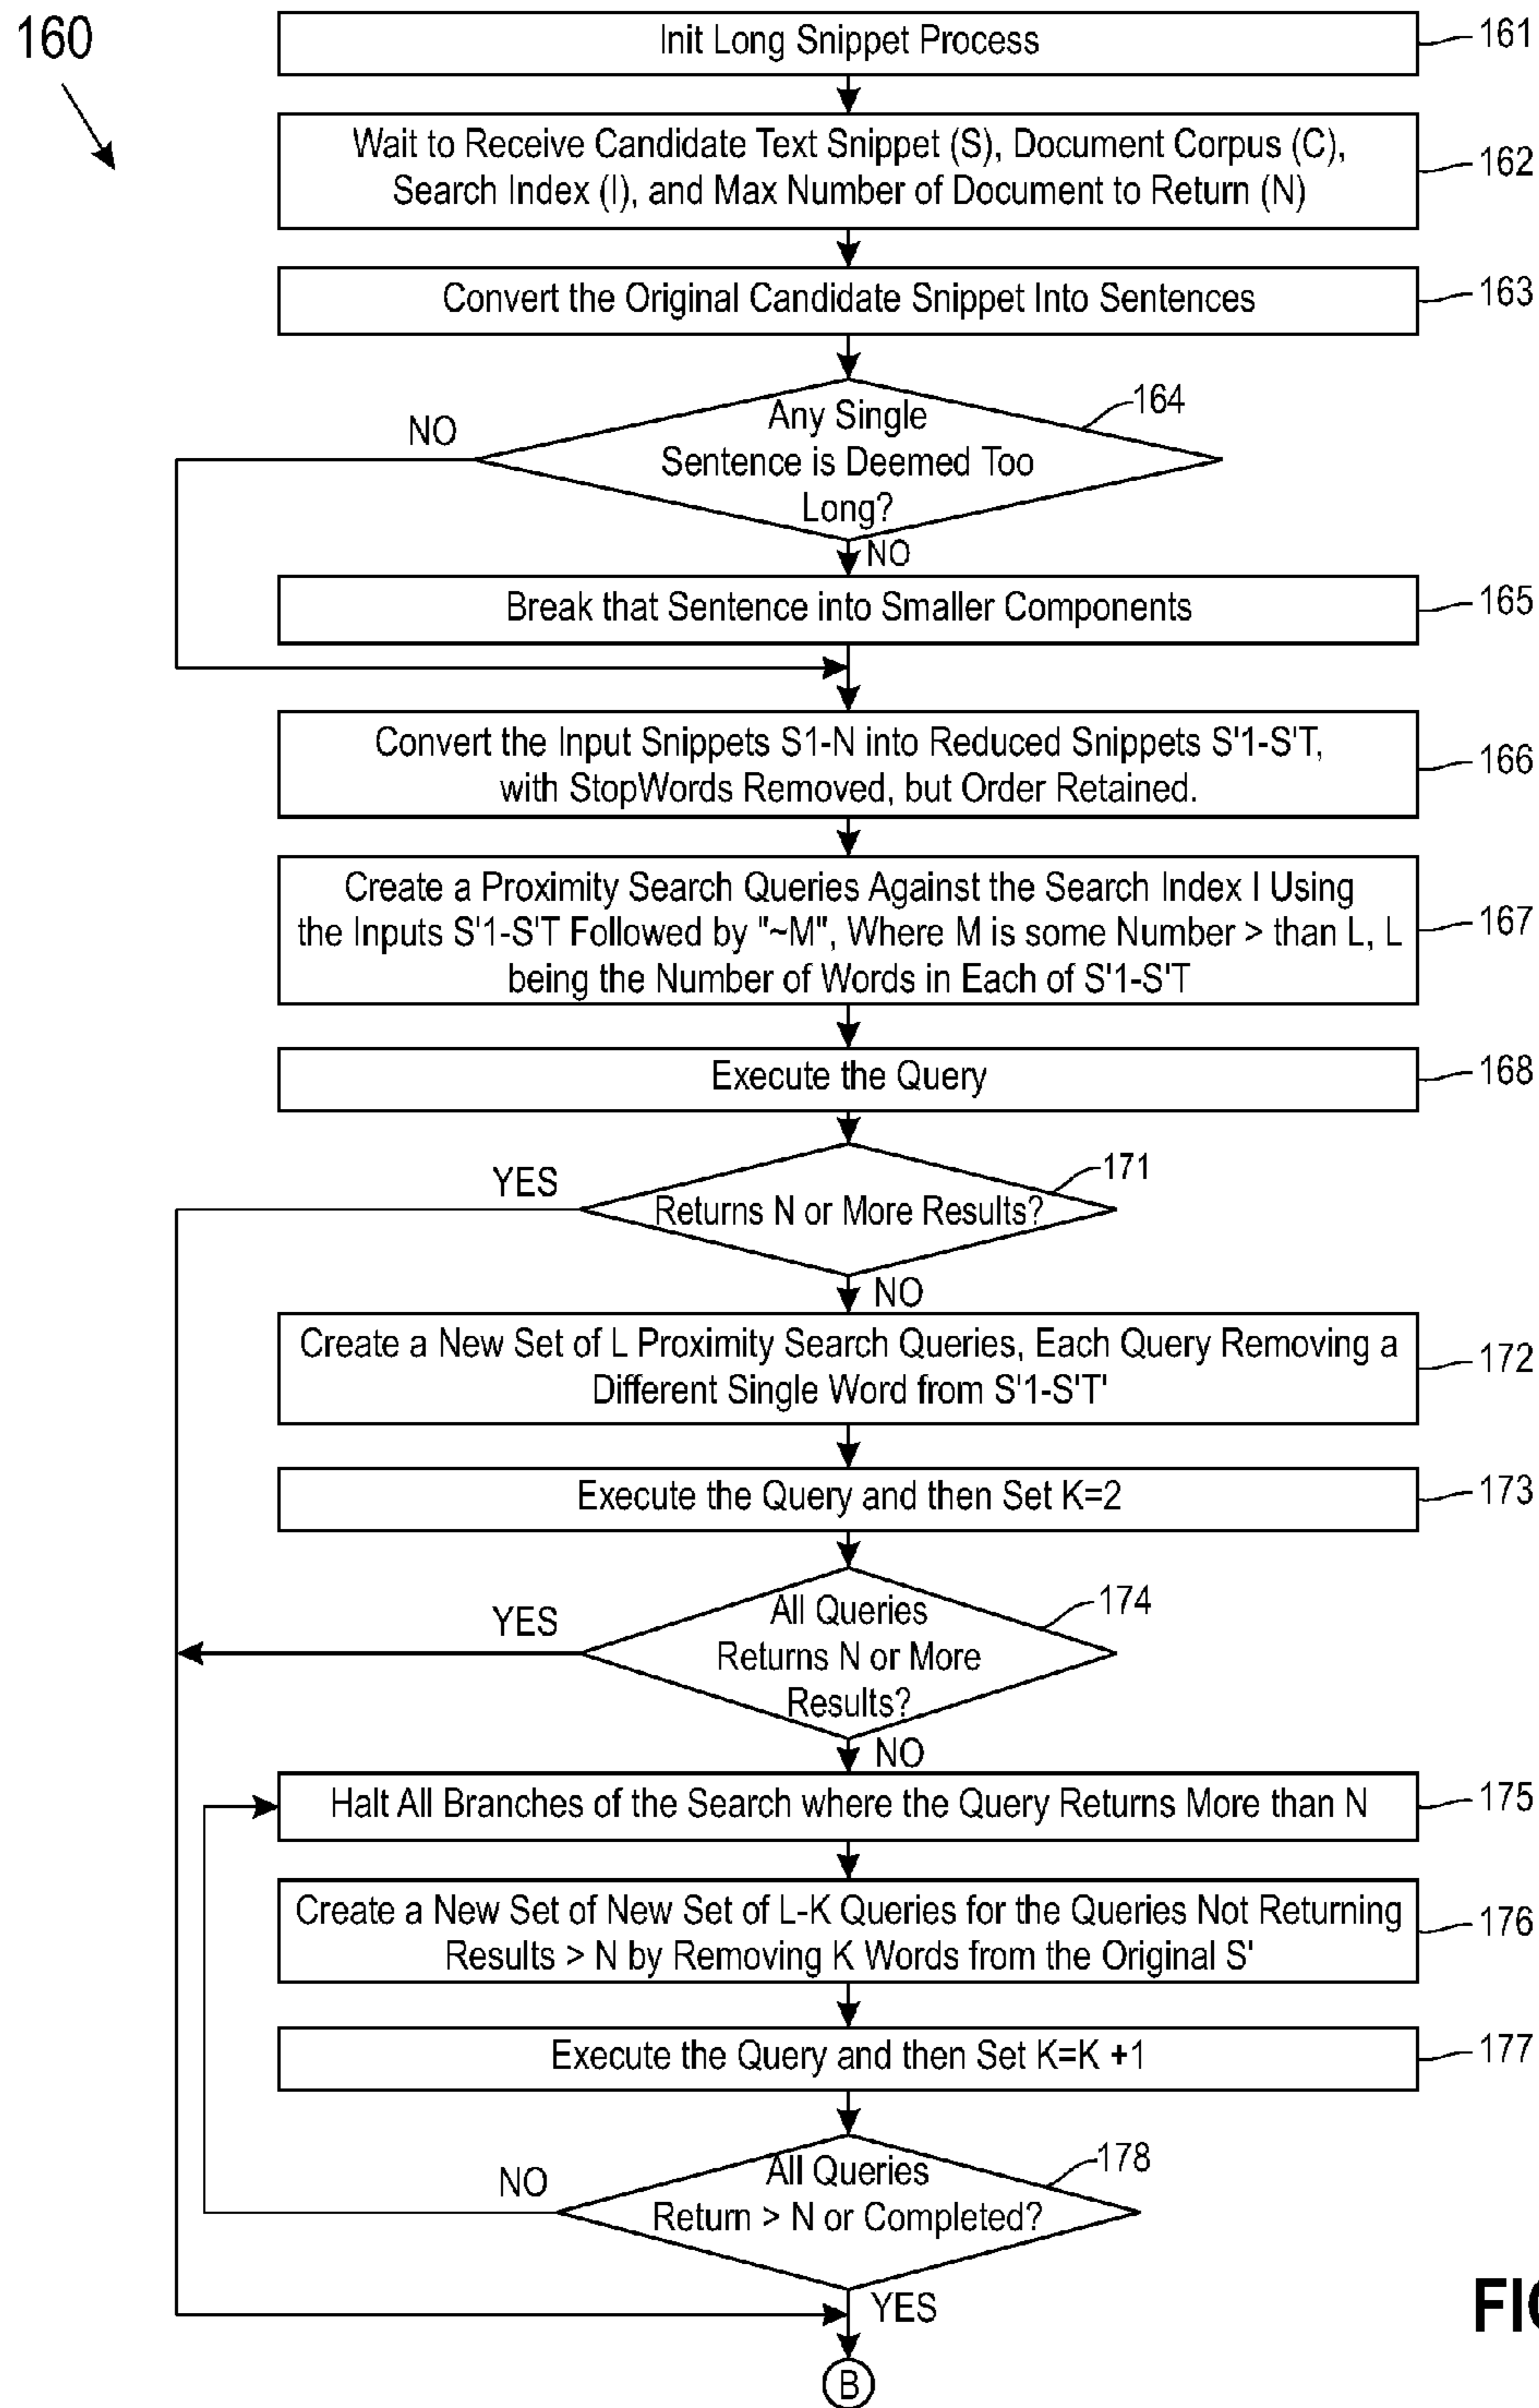 160
Init Long Snippet Process
161
Wait to Receive Candidate Text Snippet (S), Document Corpus (C),
Search Index (I), and Max Number of Document to Return (N)
162
Convert the Original Candidate Snippet Into Sentences
163
Any Single
Sentence is Deemed Too
Long?
164
NO
NO
Break that Sentence into Smaller Components
165
Convert the Input Snippets S1-N into Reduced Snippets S'1-S'T,
with StopWords Removed, but Order Retained.
166
Create a Proximity Search Queries Against the Search Index I Using
the Inputs S'1-S'T Followed by "~M", Where M is some Number > than L, L
being the Number of Words in Each of S'1-S'T
167
Execute the Query
168
Returns N or More Results?
171
YES
NO
Create a New Set of L Proximity Search Queries, Each Query Removing a
Different Single Word from S'1-S'T'
172
Execute the Query and then Set K=2
173
All Queries
Returns N or More
Results?
174
YES
NO
Halt All Branches of the Search where the Query Returns More than N
175
Create a New Set of New Set of L-K Queries for the Queries Not Returning
Results > N by Removing K Words from the Original S'
176
Execute the Query and then Set K=K +1
177
All Queries
Return > N or Completed?
178
NO
YES
B